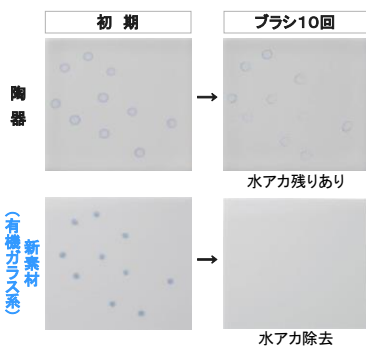 初 期
ブラシ10回
陶器
→
水アカ残りあり
新素材
(有機ガラス系)
→
水アカ除去